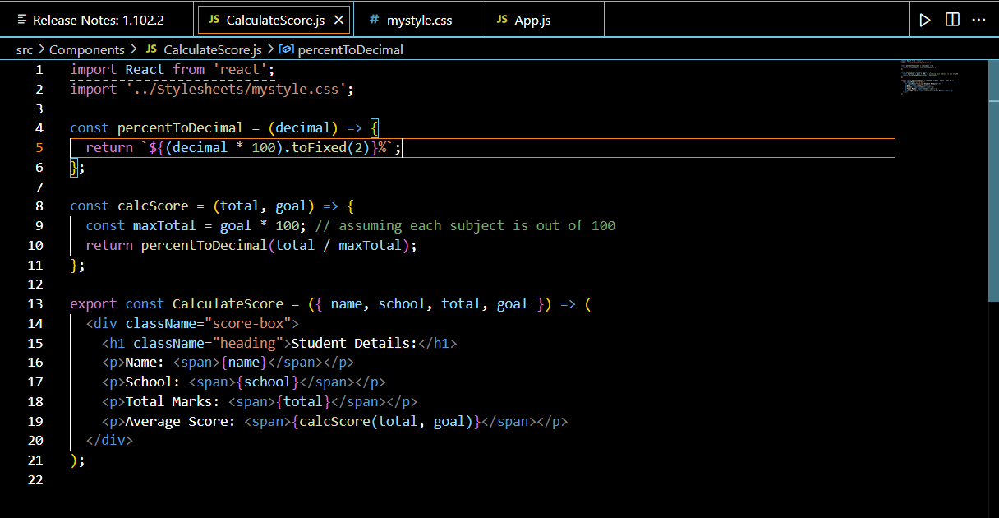 Release Notes: 1.102.2
JS CalculateScore.js
# mystyle.css
JS App.js
src > Components > JS CalculateScore.js > percentToDecimal
1 import React from 'react';
2 import '../Stylesheets/mystyle.css';
3
4 const percentToDecimal = (decimal) => {
5 return `${(decimal * 100).toFixed(2)}%`;
6 };
7
8 const calcScore = (total, goal) => {
9 const maxTotal = goal * 100; // assuming each subject is out of 100
10 return percentToDecimal(total / maxTotal);
11 };
12
13 export const CalculateScore = ({ name, school, total, goal }) => (
14 <div className="score-box">
15 <h1 className="heading">Student Details:</h1>
16 <p>Name: <span>{name}</span></p>
17 <p>School: <span>{school}</span></p>
18 <p>Total Marks: <span>{total}</span></p>
19 <p>Average Score: <span>{calcScore(total, goal)}</span></p>
20 </div>
21 );
22